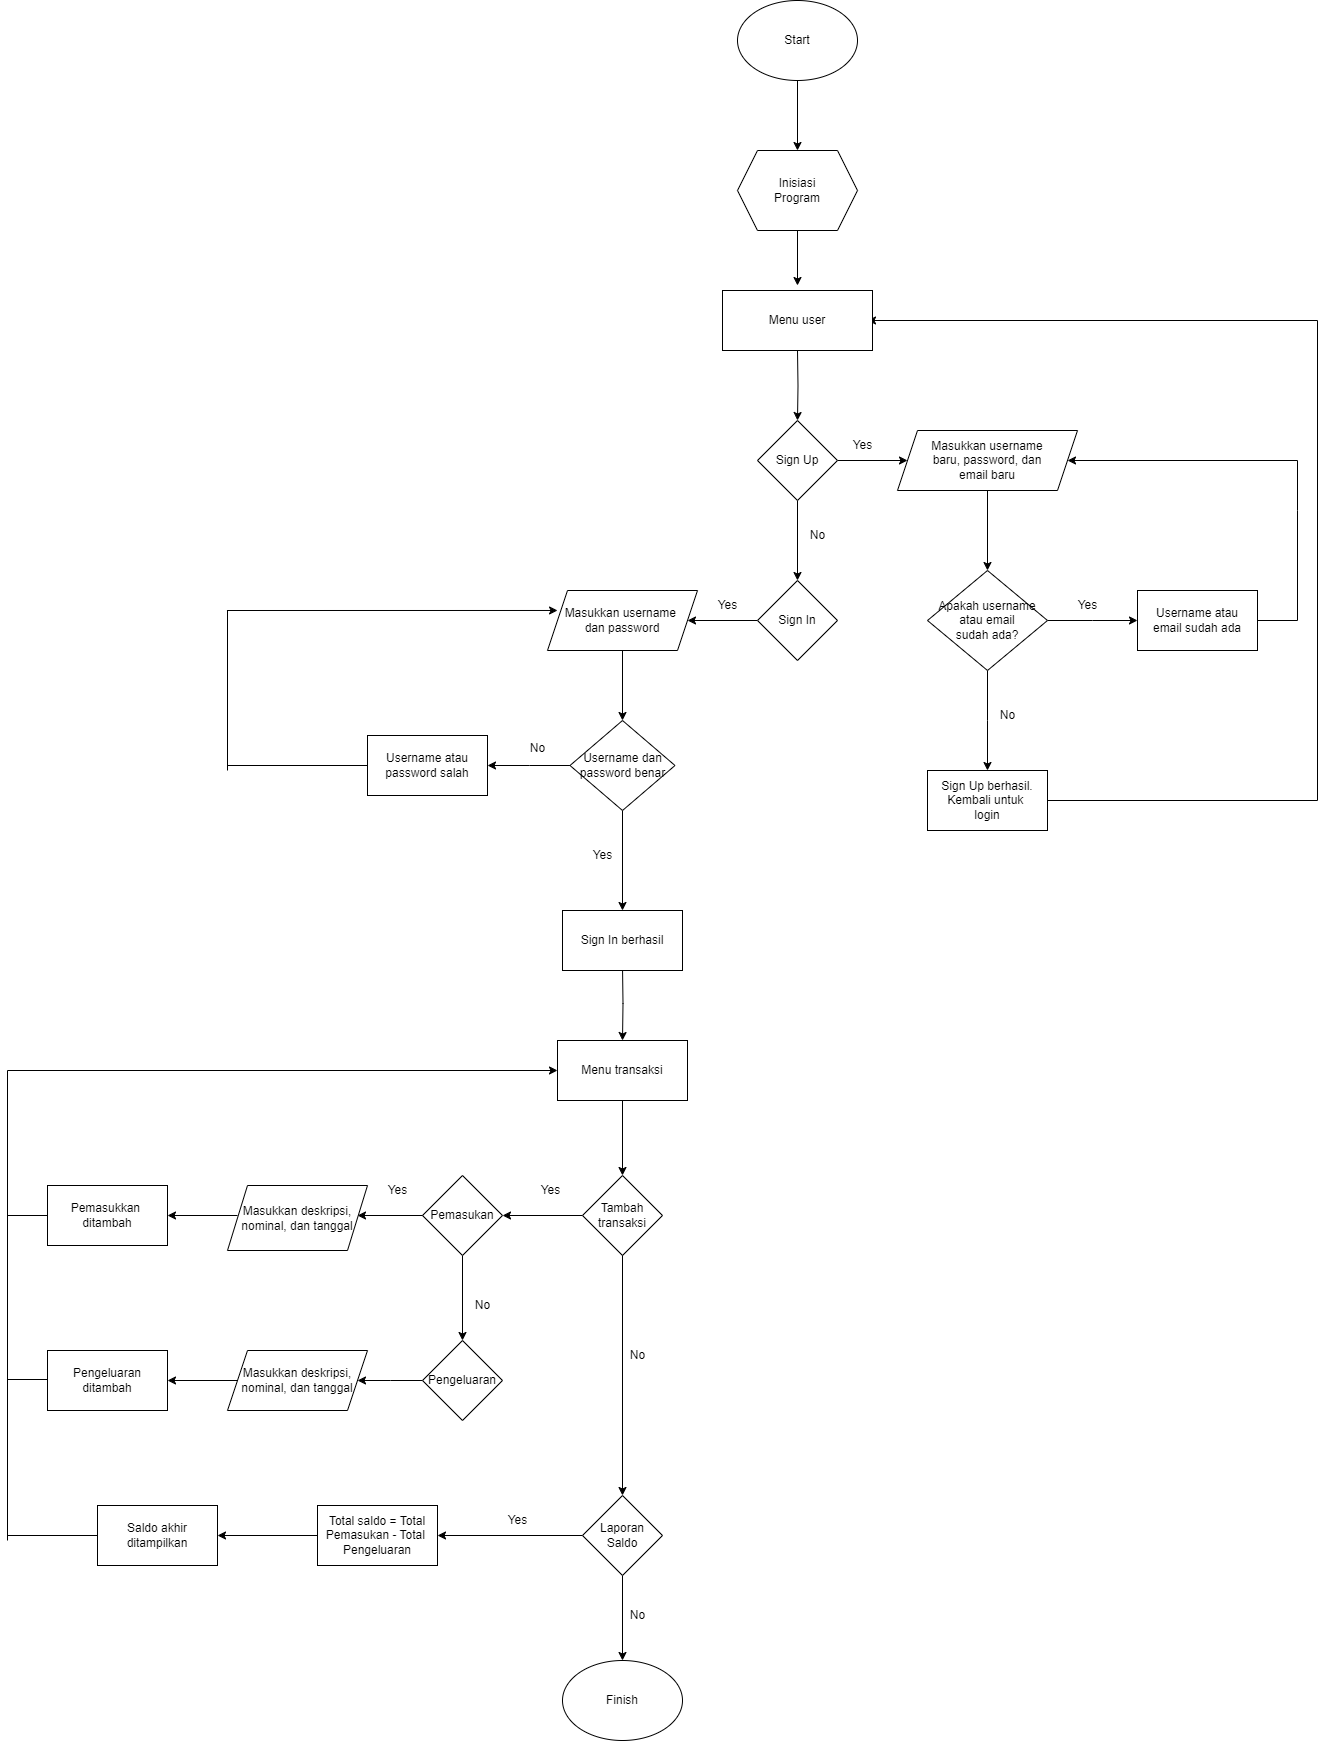 Start
Inisiasi
Program
Menu user
Sign Up
Yes
Masukkan username
baru, password, dan
email baru
No
Sign In
Yes
Masukkan username
dan password
Apakah username
atau email
sudah ada?
Yes
Username atau
email sudah ada
No
Sign Up berhasil.
Kembali untuk
login
Username dan
password benar
No
Username atau
password salah
Yes
Sign In berhasil
Menu transaksi
Tambah
transaksi
Yes
Pemasukan
Yes
Masukkan deskripsi,
nominal, dan tanggal
Pemasukkan
ditambah
No
Pengeluaran
Masukkan deskripsi,
nominal, dan tanggal
Pengeluaran
ditambah
No
Laporan
Saldo
Yes
Total saldo = Total
Pemasukan - Total
Pengeluaran
Saldo akhir
ditampilkan
No
Finish